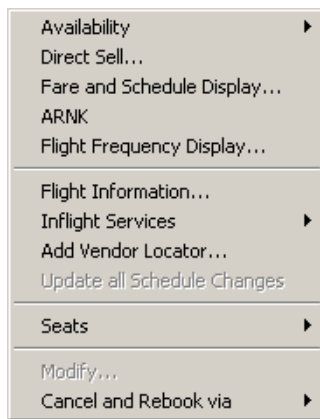 Availability
Direct Sell...
Fare and Schedule Display...
ARNK
Flight Frequency Display...
Flight Information...
Inflight Services
Add Vendor Locator...
Update all Schedule Changes
Seats
Modify...
Cancel and Rebook via